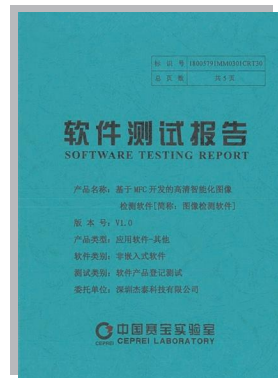 标 识 号
总 页 数 共 5 页
软件测试报告
SOFTWARE TESTING REPORT
产品名称: 基于MFC开发的高清智能化图像
检测软件[简称: 图像检测软件]
版 本 号: V1.0
产品类型: 应用软件-其他
软件类别: 非嵌入式软件
测试类别: 软件产品登记测试
委托单位: 深圳杰泰科技有限公司
CEPREI
中国赛宝实验室
CEPREI LABORATORY